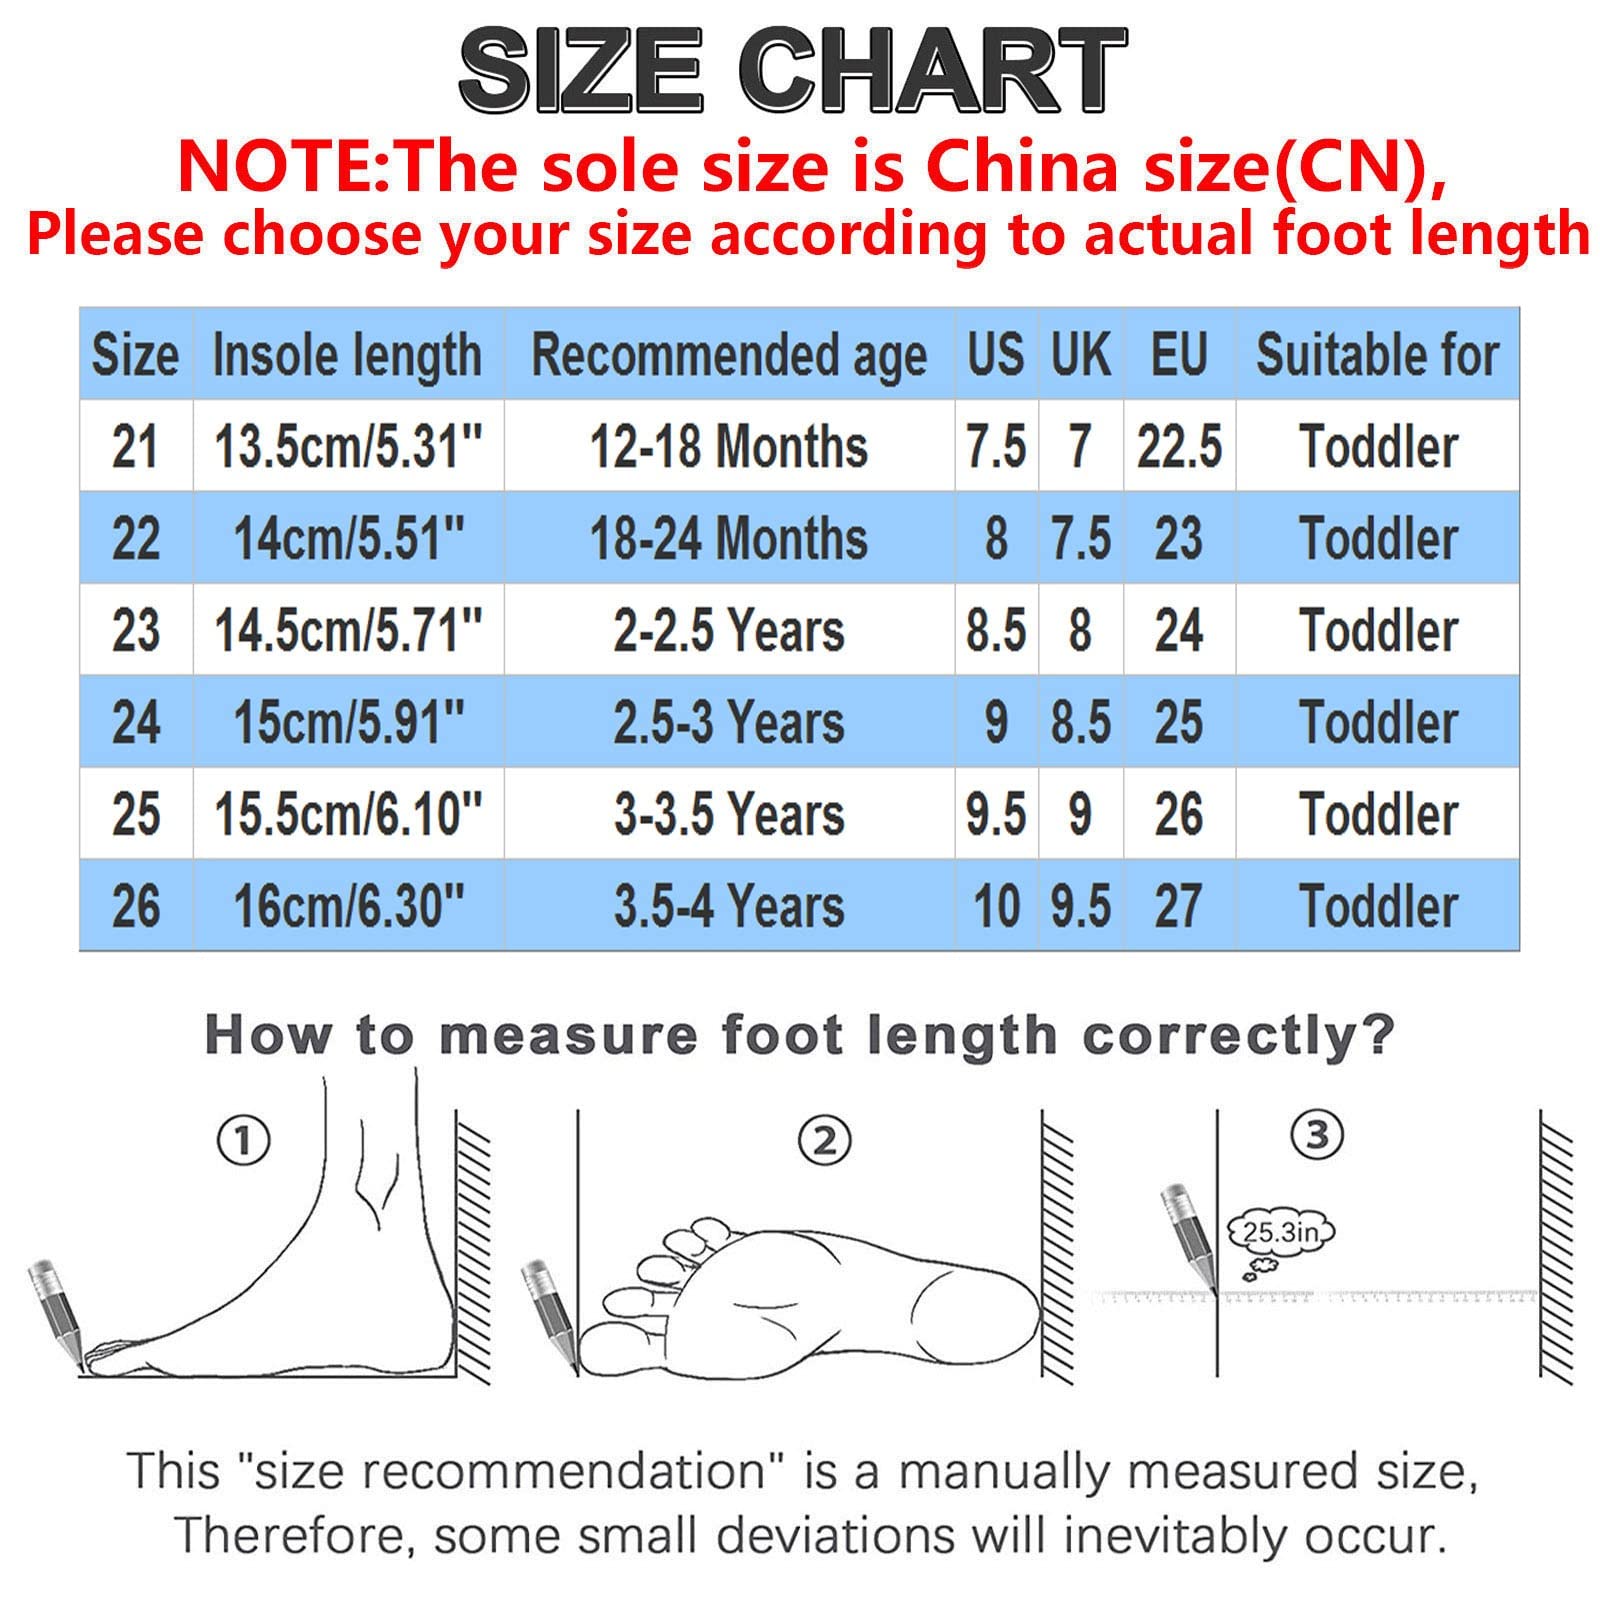 SIZE CHART
NOTE:The sole size is China size(CN),
Please choose your size according to actual foot length
Size Insole length Recommended age US UK EU Suitable for
21 13.5cm/5.31" 12-18 Months 7.5 7 22.5 Toddler
22 14cm/5.51" 18-24 Months 8 7.5 23 Toddler
23 14.5cm/5.71" 2-2.5 Years 8.5 8 24 Toddler
24 15cm/5.91" 2.5-3 Years 9 8.5 25 Toddler
25 15.5cm/6.10" 3-3.5 Years 9.5 9 26 Toddler
26 16cm/6.30" 3.5-4 Years 10 9.5 27 Toddler
How to measure foot length correctly?
1 2 3
25.3in
This "size recommendation" is a manually measured size,
Therefore, some small deviations will inevitably occur.